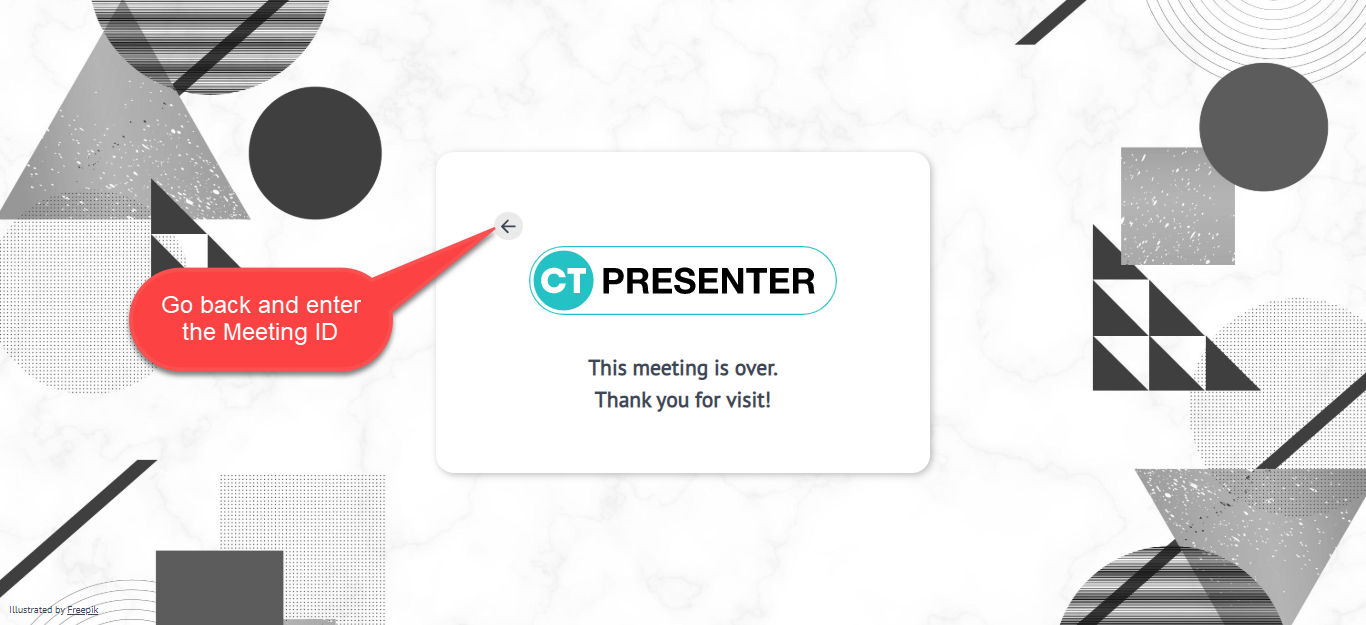 Go back and enter
the Meeting ID
CT PRESENTER
This meeting is over.
Thank you for visit!
Illustrated by Freepik